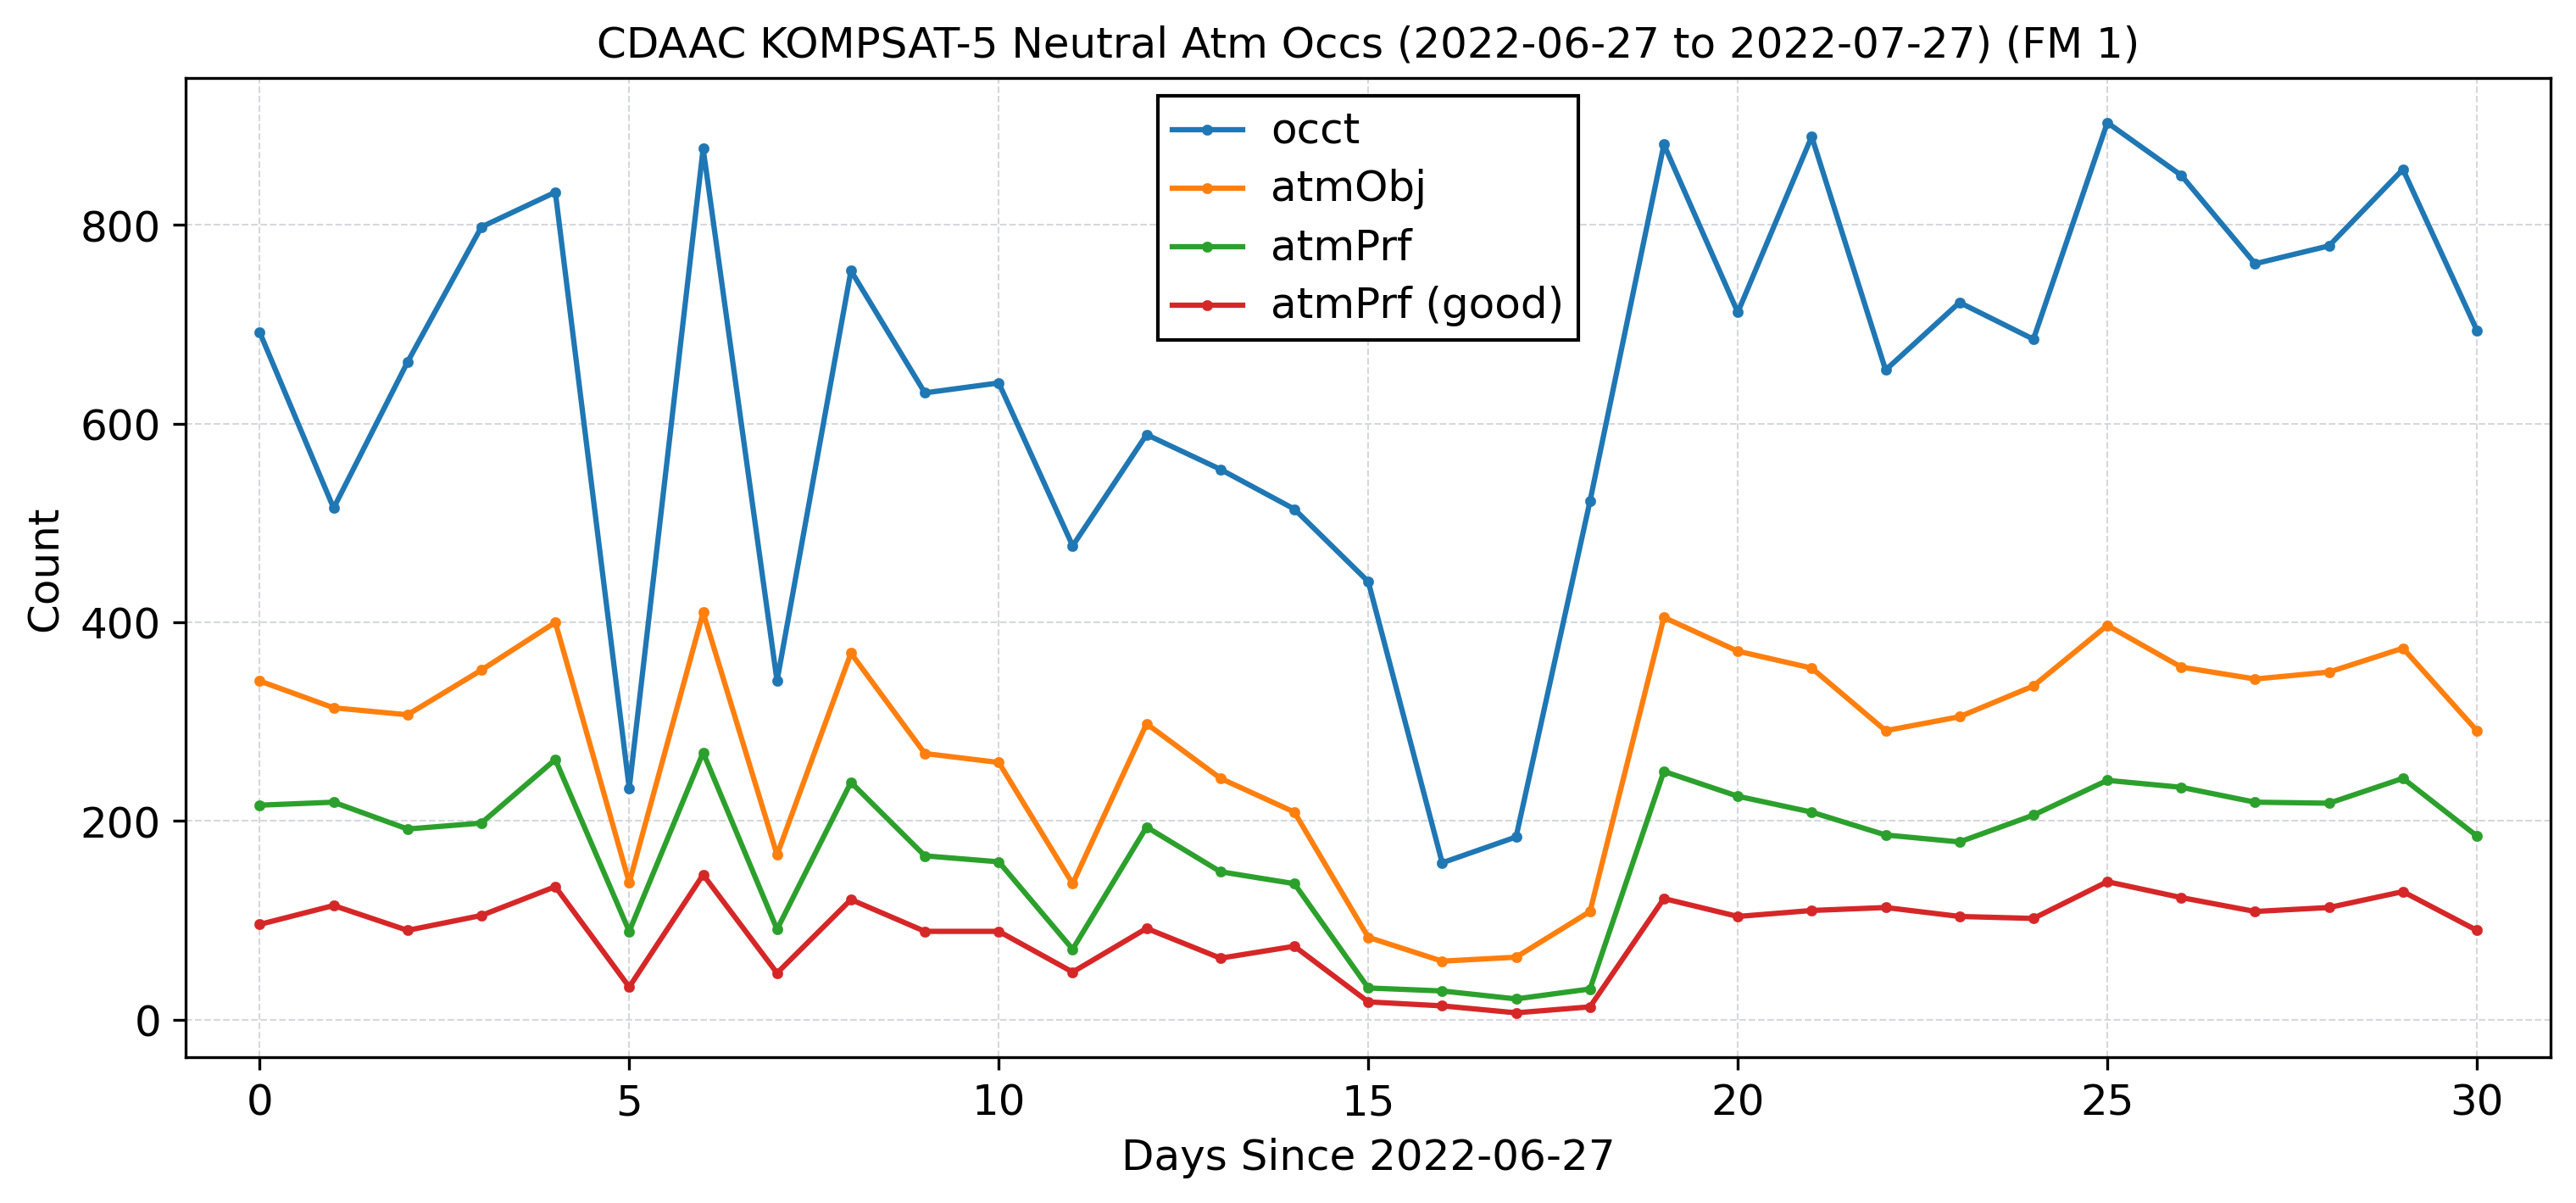 CDAAC KOMPSAT-5 Neutral Atm Occs (2022-06-27 to 2022-07-27) (FM 1)
occt
atmObj
atmPrf
atmPrf (good)
Count
800
600
400
200
0
0 5 10 15 20 25 30
Days Since 2022-06-27